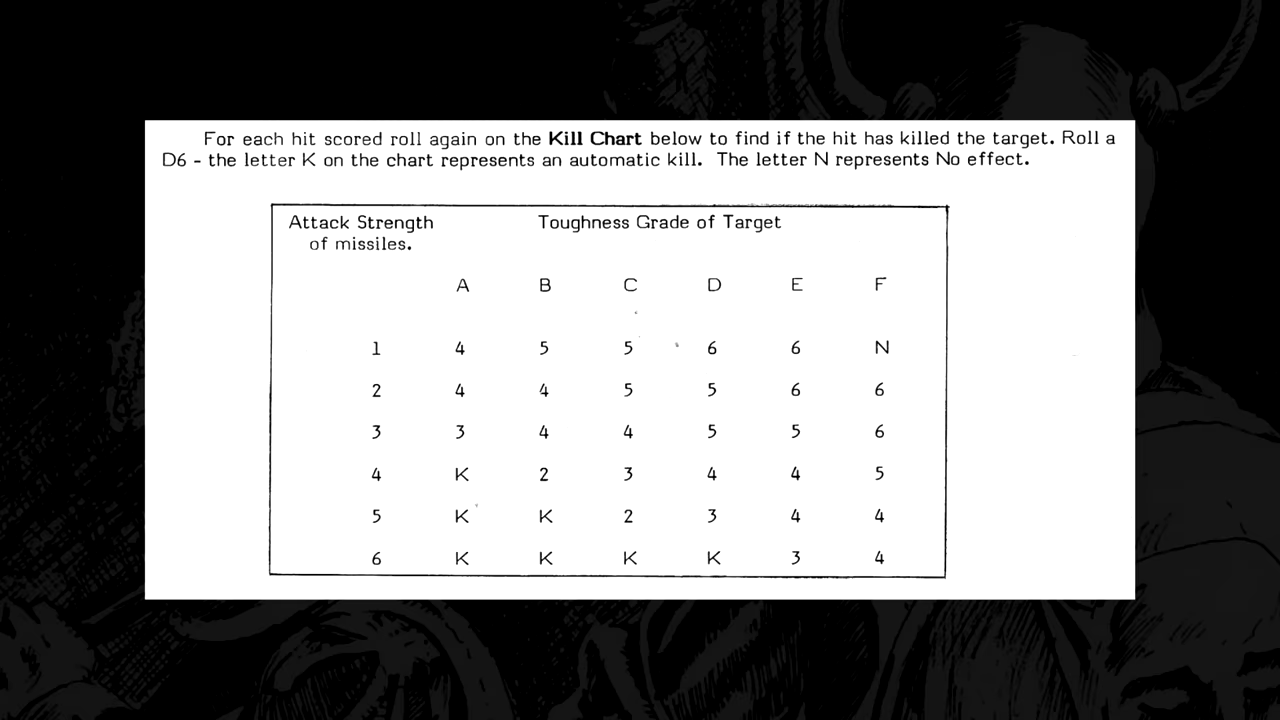 For each hit scored roll again on the Kill Chart below to find if the hit has killed the target. Roll a
D6 - the letter K on the chart represents an automatic kill. The letter N represents No effect.
Attack Strength Toughness Grade of Target
of missiles.
A B C D E F
1 4 5 5 6 6 N
2 4 4 5 5 6 6
3 3 4 4 5 5 6
4 K 2 3 4 4 5
5 K K 2 3 4 4
6 K K K K 3 4